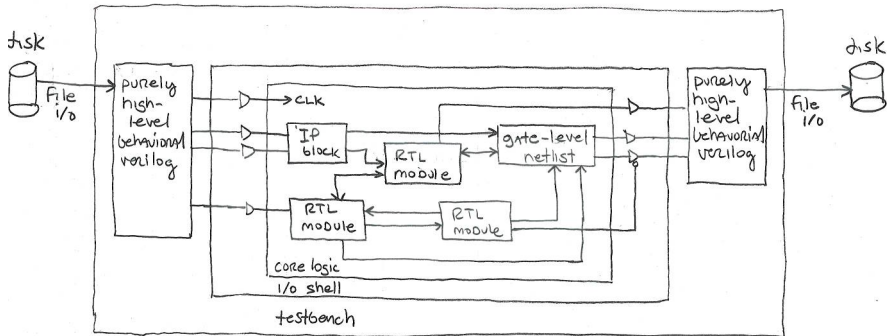 disk
File
i/o
purely
high-
level
behavioral
verilog
CLK
IP
block
RTL
module
gate-level
netlist
RTL
module
RTL
module
core logic
i/o shell
testbench
purely
high-
level
behaviorial
verilog
File
i/o
disk